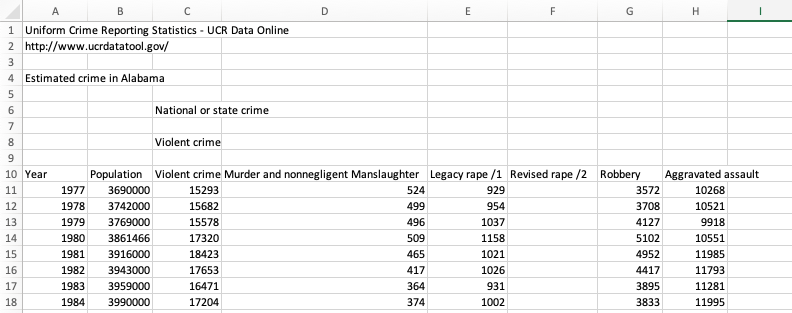 A B C D E F G H I
1 Uniform Crime Reporting Statistics - UCR Data Online
2 http://www.ucrdatatool.gov/
3
4 Estimated crime in Alabama
5
6 National or state crime
7
8 Violent crime
9
10 Year Population Violent crime Murder and nonnegligent Manslaughter Legacy rape /1 Revised rape /2 Robbery Aggravated assault
11 1977 3690000 15293 524 929 3572 10268
12 1978 3742000 15682 499 954 3708 10521
13 1979 3769000 15578 496 1037 4127 9918
14 1980 3861466 17320 509 1158 5102 10551
15 1981 3916000 18423 465 1021 4952 11985
16 1982 3943000 17653 417 1026 4417 11793
17 1983 3959000 16471 364 931 3895 11281
18 1984 3990000 17204 374 1002 3833 11995